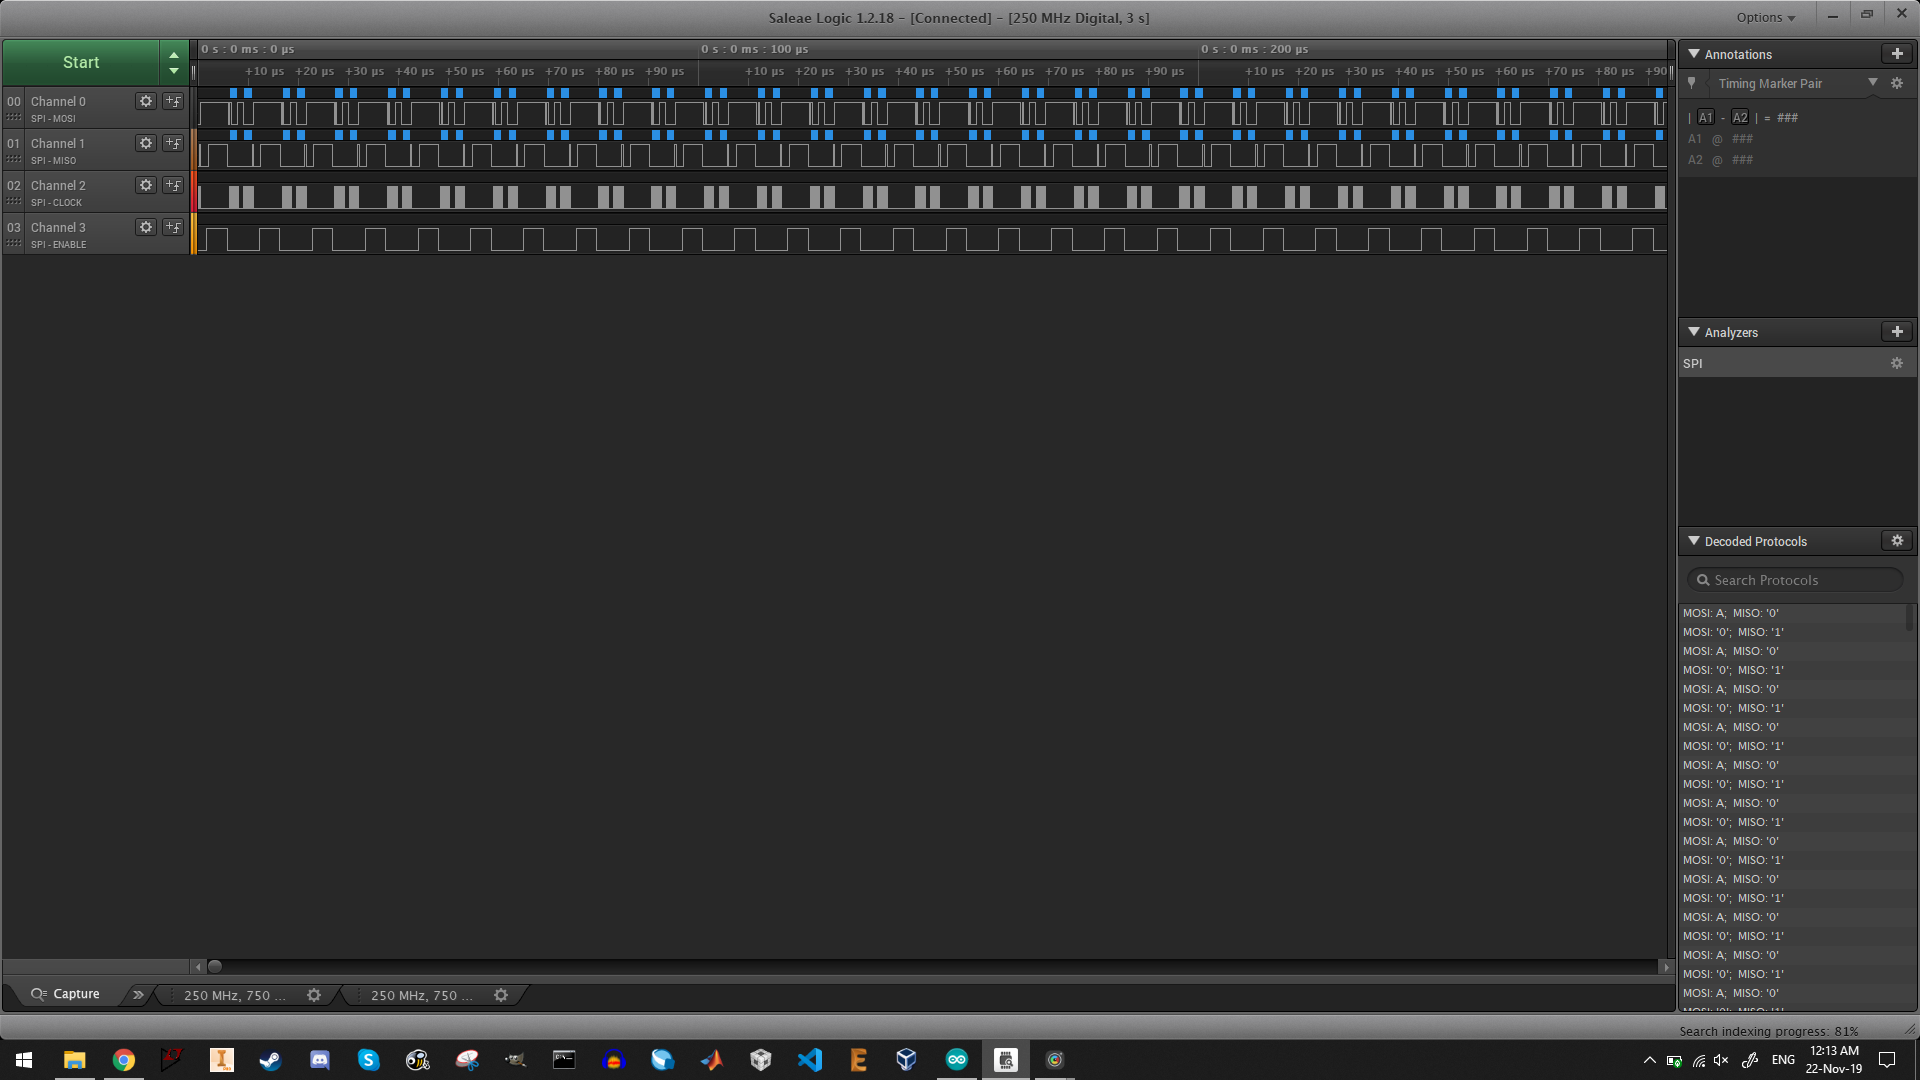 Saleae Logic 1.2.18 - [Connected] - [250 MHz Digital, 3 s]
Options
Start
0 s : 0 ms : 0 µs
0 s : 0 ms : 100 µs
0 s : 0 ms : 200 µs
+10 µs +20 µs +30 µs +40 µs +50 µs +60 µs +70 µs +80 µs +90 µs +10 µs +20 µs +30 µs +40 µs +50 µs +60 µs +70 µs +80 µs +90 µs +10 µs +20 µs +30 µs +40 µs +50 µs +60 µs +70 µs +80 µs +90
00 Channel 0
SPI - MOSI
01 Channel 1
SPI - MISO
02 Channel 2
SPI - CLOCK
03 Channel 3
SPI - ENABLE
Annotations
Timing Marker Pair
| A1 - A2 | = ###
A1 @ ###
A2 @ ###
Analyzers
SPI
Decoded Protocols
Search Protocols
MOSI: A; MISO: '0'
MOSI: '0'; MISO: '1'
MOSI: A; MISO: '0'
MOSI: '0'; MISO: '1'
MOSI: A; MISO: '0'
MOSI: '0'; MISO: '1'
MOSI: A; MISO: '0'
MOSI: '0'; MISO: '1'
MOSI: A; MISO: '0'
MOSI: '0'; MISO: '1'
MOSI: A; MISO: '0'
MOSI: '0'; MISO: '1'
MOSI: A; MISO: '0'
MOSI: '0'; MISO: '1'
MOSI: A; MISO: '0'
MOSI: '0'; MISO: '1'
MOSI: A; MISO: '0'
MOSI: '0'; MISO: '1'
MOSI: A; MISO: '0'
MOSI: '0'; MISO: '1'
MOSI: A; MISO: '0'
Capture
250 MHz, 750 ...
250 MHz, 750 ...
Search indexing progress: 81%
ENG
12:13 AM
22-Nov-19